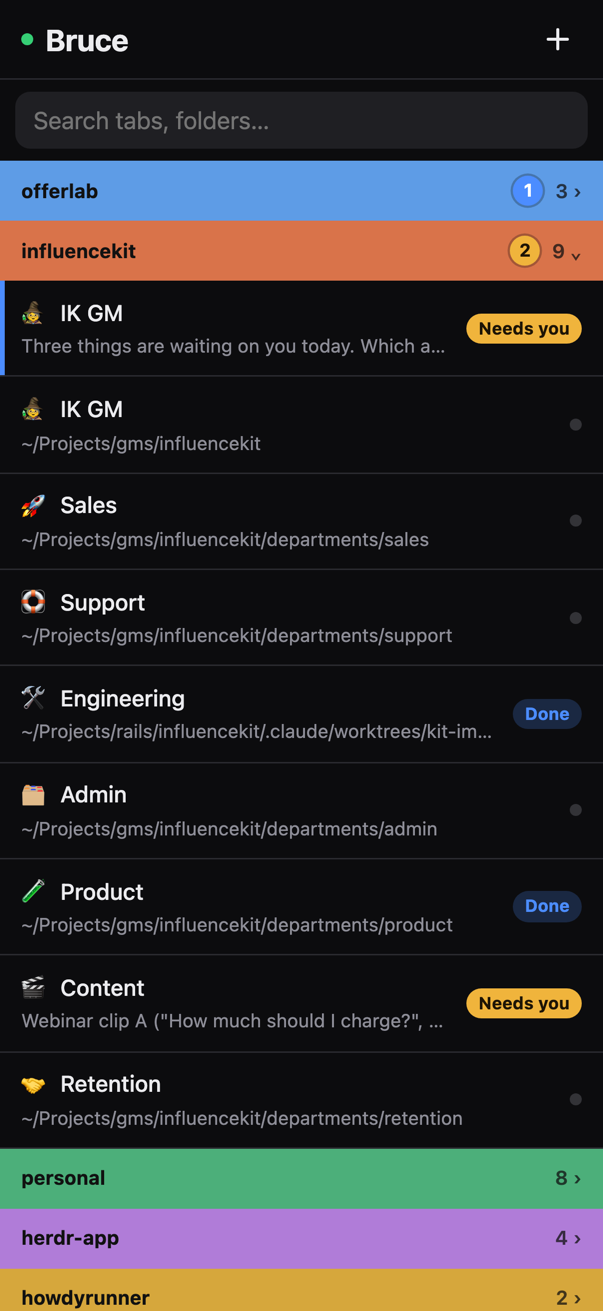 Bruce
+
Search tabs, folders...
offerlab 1 3 ›
influencekit 2 9 ⌄
IK GM
Three things are waiting on you today. Which a... Needs you
IK GM
~/Projects/gms/influencekit
Sales
~/Projects/gms/influencekit/departments/sales
Support
~/Projects/gms/influencekit/departments/support
Engineering
~/Projects/rails/influencekit/.claude/worktrees/kit-im... Done
Admin
~/Projects/gms/influencekit/departments/admin
Product
~/Projects/gms/influencekit/departments/product Done
Content
Webinar clip A ("How much should I charge?", ... Needs you
Retention
~/Projects/gms/influencekit/departments/retention
personal 8 ›
herdr-app 4 ›
howdyrunner 2 ›